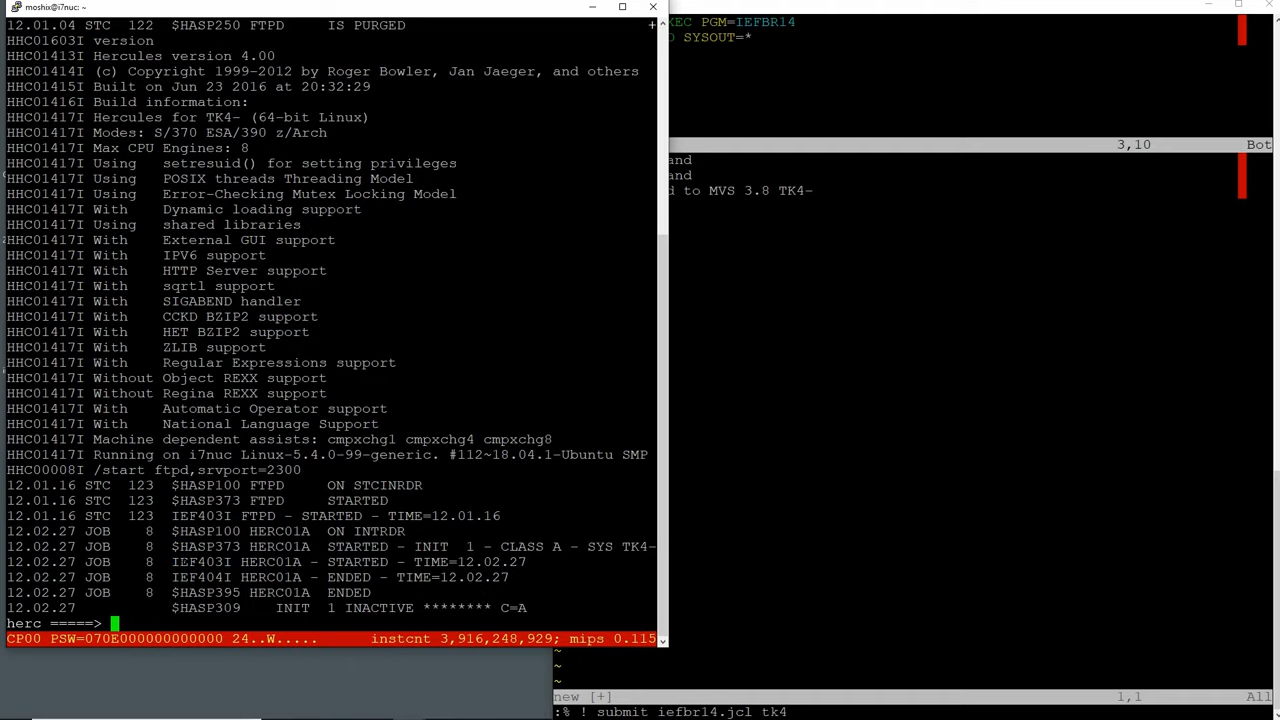 moshix@i7nuc: ~
12.01.04 STC  122  $HASP250 FTPD     IS PURGED +
HHC01603I version
HHC01413I Hercules version 4.00
HHC01414I (c) Copyright 1999-2012 by Roger Bowler, Jan Jaeger, and others
HHC01415I Built on Jun 23 2016 at 20:32:29
HHC01416I Build information:
HHC01417I Hercules for TK4- (64-bit Linux)
HHC01417I Modes: S/370 ESA/390 z/Arch
HHC01417I Max CPU Engines: 8
HHC01417I Using    setresuid() for setting privileges
HHC01417I Using    POSIX threads Threading Model
HHC01417I Using    Error-Checking Mutex Locking Model
HHC01417I With     Dynamic loading support
HHC01417I Using    shared libraries
HHC01417I With     External GUI support
HHC01417I With     IPV6 support
HHC01417I With     HTTP Server support
HHC01417I With     sqrtl support
HHC01417I With     SIGABEND handler
HHC01417I With     CCKD BZIP2 support
HHC01417I With     HET BZIP2 support
HHC01417I With     ZLIB support
HHC01417I With     Regular Expressions support
HHC01417I Without Object REXX support
HHC01417I Without Regina REXX support
HHC01417I With     Automatic Operator support
HHC01417I With     National Language Support
HHC01417I Machine dependent assists: cmpxchg1 cmpxchg4 cmpxchg8
HHC01417I Running on i7nuc Linux-5.4.0-99-generic. #112~18.04.1-Ubuntu SMP
HHC00008I /start ftpd,srvport=2300
12.01.16 STC  123  $HASP100 FTPD     ON STCINRDR
12.01.16 STC  123  $HASP373 FTPD     STARTED
12.01.16 STC  123  IEF403I FTPD - STARTED - TIME=12.01.16
12.02.27 JOB    8  $HASP100 HERC01A  ON INTRDR
12.02.27 JOB    8  $HASP373 HERC01A  STARTED - INIT  1 - CLASS A - SYS TK4-
12.02.27 JOB    8  IEF403I HERC01A - STARTED - TIME=12.02.27
12.02.27 JOB    8  IEF404I HERC01A - ENDED - TIME=12.02.27
12.02.27 JOB    8  $HASP395 HERC01A  ENDED
12.02.27           $HASP309    INIT  1 INACTIVE ******** C=A
herc =====>
CP00 PSW=070E000000000000 24..W..... instcnt 3,916,248,929; mips 0.115
EXEC PGM=IEFBR14
D SYSOUT=*
3,10 Bot
and
and
d to MVS 3.8 TK4-
~
~
~
new [+] 1,1 All
:% ! submit iefbr14.jcl tk4